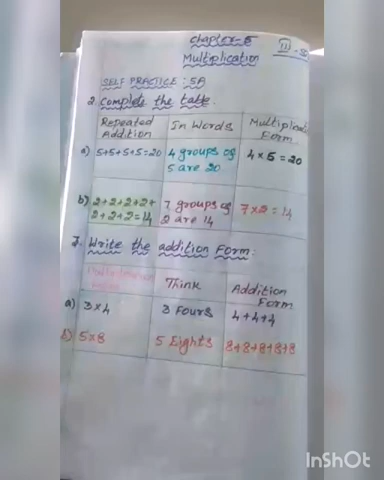 Chapter-5
Multiplication
SELF PRACTICE : 5A
2. Complete the table.
Repeated Addition | In Words | Form
a) 5+5+5+5=20 | 4 groups of 5 are 20 | 4 × 5 = 20
b) 2+2+2+2+2+2+2=14 | 7 groups of 2 are 14 | 7 × 2 = 14
7. Write the addition Form:
Think | Addition Form
a) 3×4 | 3 Fours | 4+4+4
b) 5×8 | 5 Eights | 8+8+8+8+8
InShOt